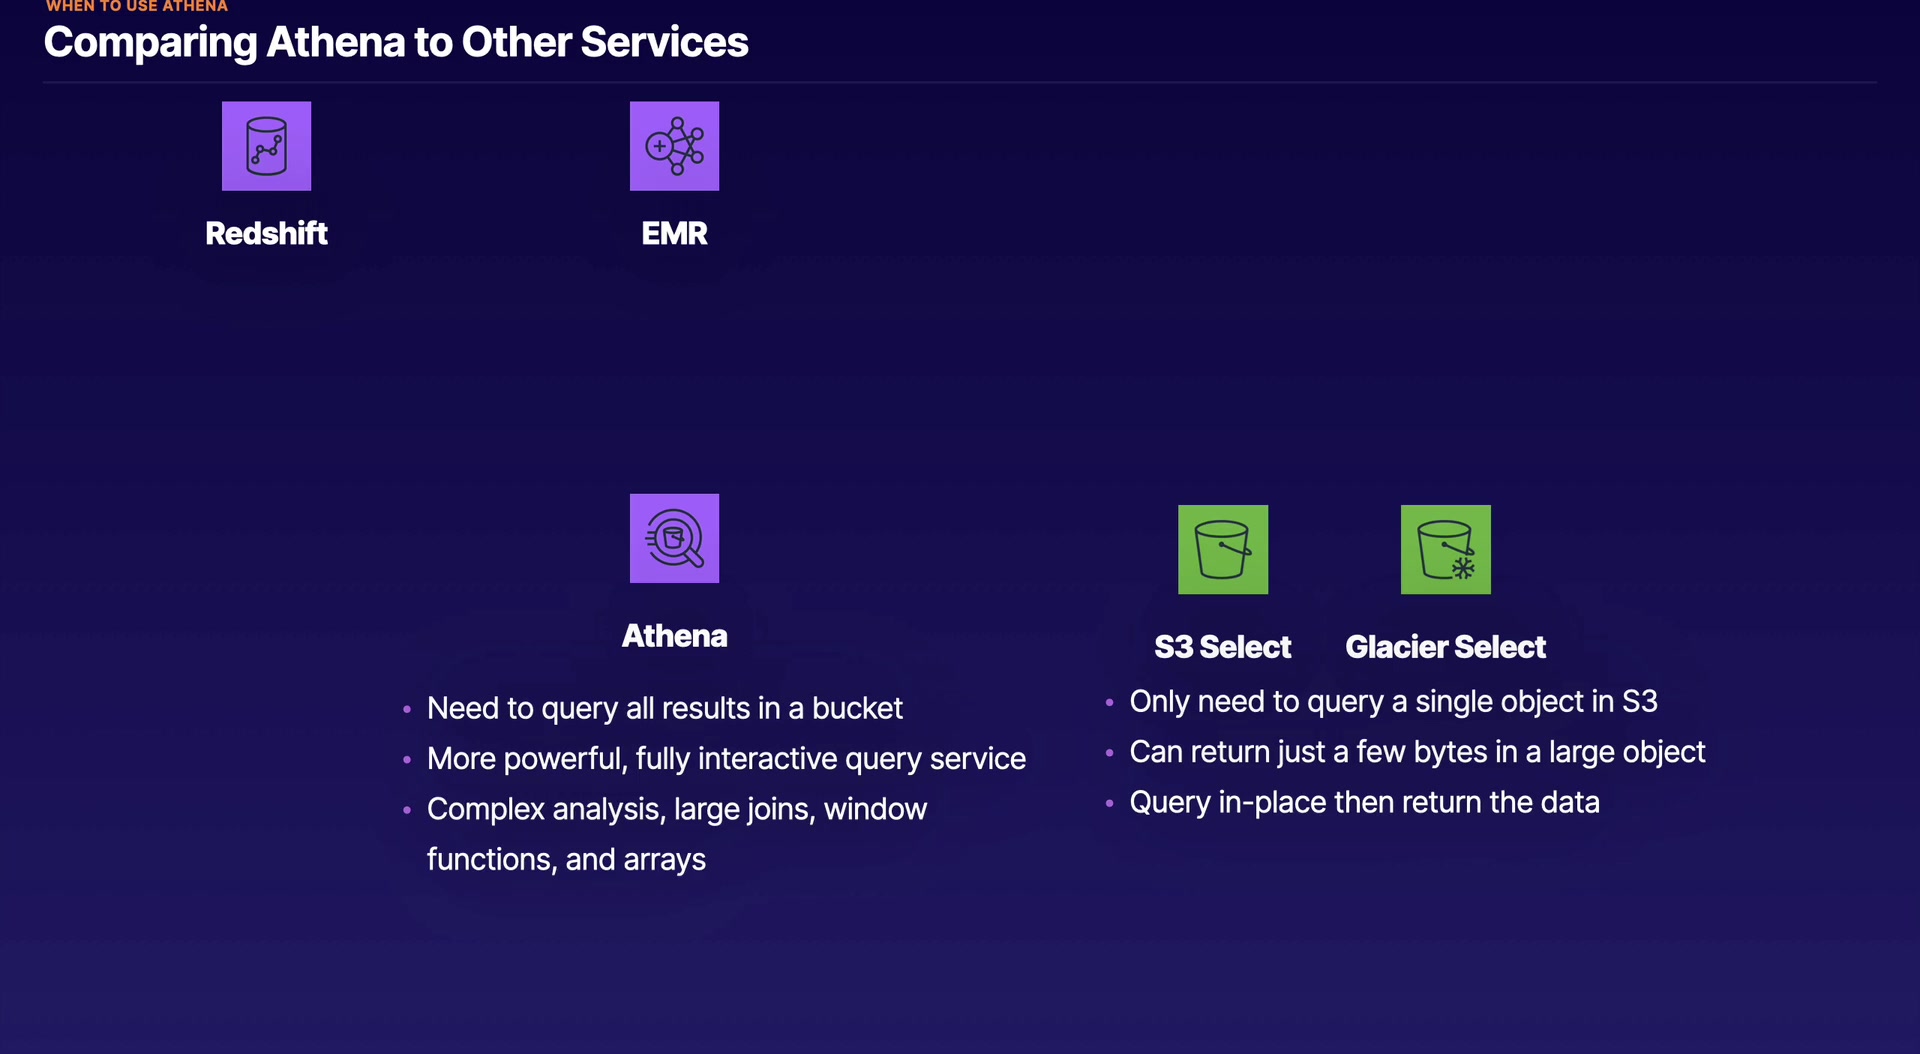 WHEN TO USE ATHENA
Comparing Athena to Other Services
Redshift
EMR
Athena
• Need to query all results in a bucket
• More powerful, fully interactive query service
• Complex analysis, large joins, window
functions, and arrays
S3 Select
Glacier Select
• Only need to query a single object in S3
• Can return just a few bytes in a large object
• Query in-place then return the data